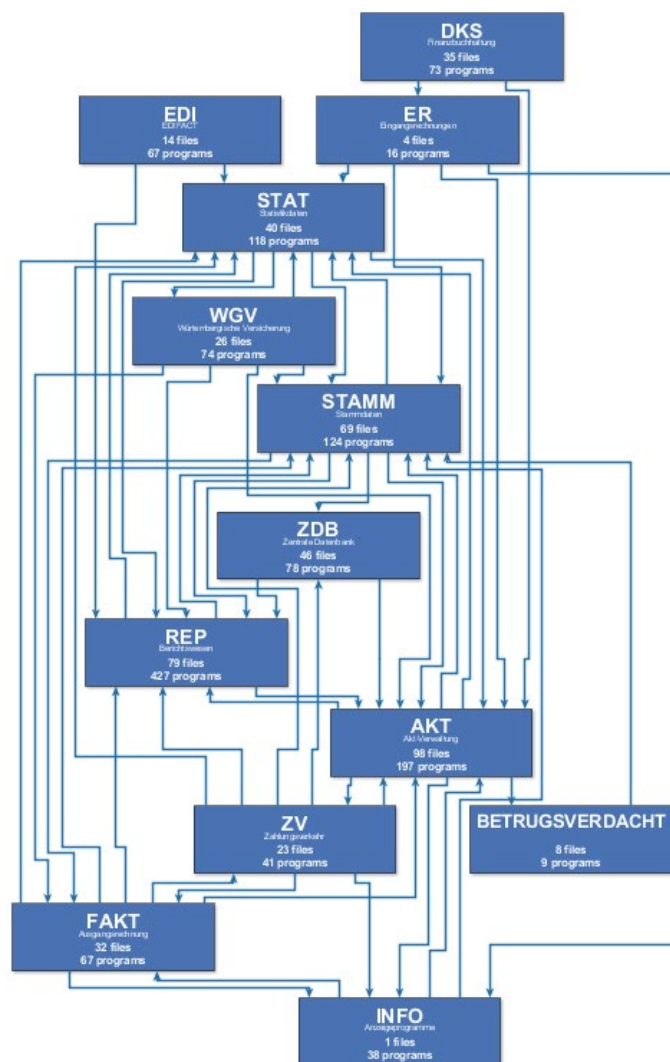 DKS
Finanzbuchhaltung
35 files
73 programs
EDI
EDIFACT
14 files
67 programs
ER
Eingangsrechnungen
4 files
16 programs
STAT
Statistikdaten
40 files
118 programs
WGV
Würtembergische Versicherung
26 files
74 programs
STAMM
Stammdaten
69 files
124 programs
ZDB
Zentrale Datenbank
46 files
78 programs
REP
Berichtswesen
79 files
427 programs
AKT
Akt-Verwaltung
98 files
197 programs
ZV
Zahlungsverkehr
23 files
41 programs
BETRUGSVERDACHT
8 files
9 programs
FAKT
Ausgangsrechnung
32 files
67 programs
INFO
Anzeigeprogramme
1 files
38 programs